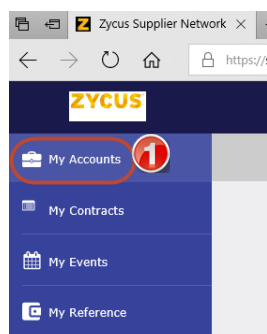 Zycus Supplier Network
https://
ZYCUS
My Accounts
1
My Contracts
My Events
My Reference